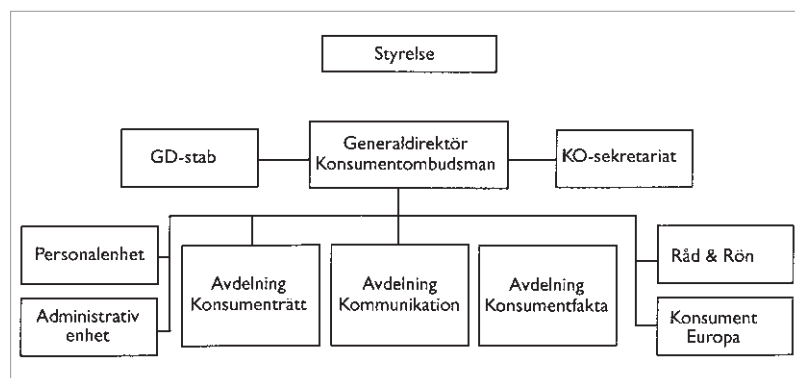 Styrelse
GD-stab
Generaldirektör
Konsumentombudsman
KO-sekretariat
Personalenhet
Administrativ
enhet
Avdelning
Konsumenträtt
Avdelning
Kommunikation
Avdelning
Konsumentfakta
Råd & Rön
Konsument
Europa